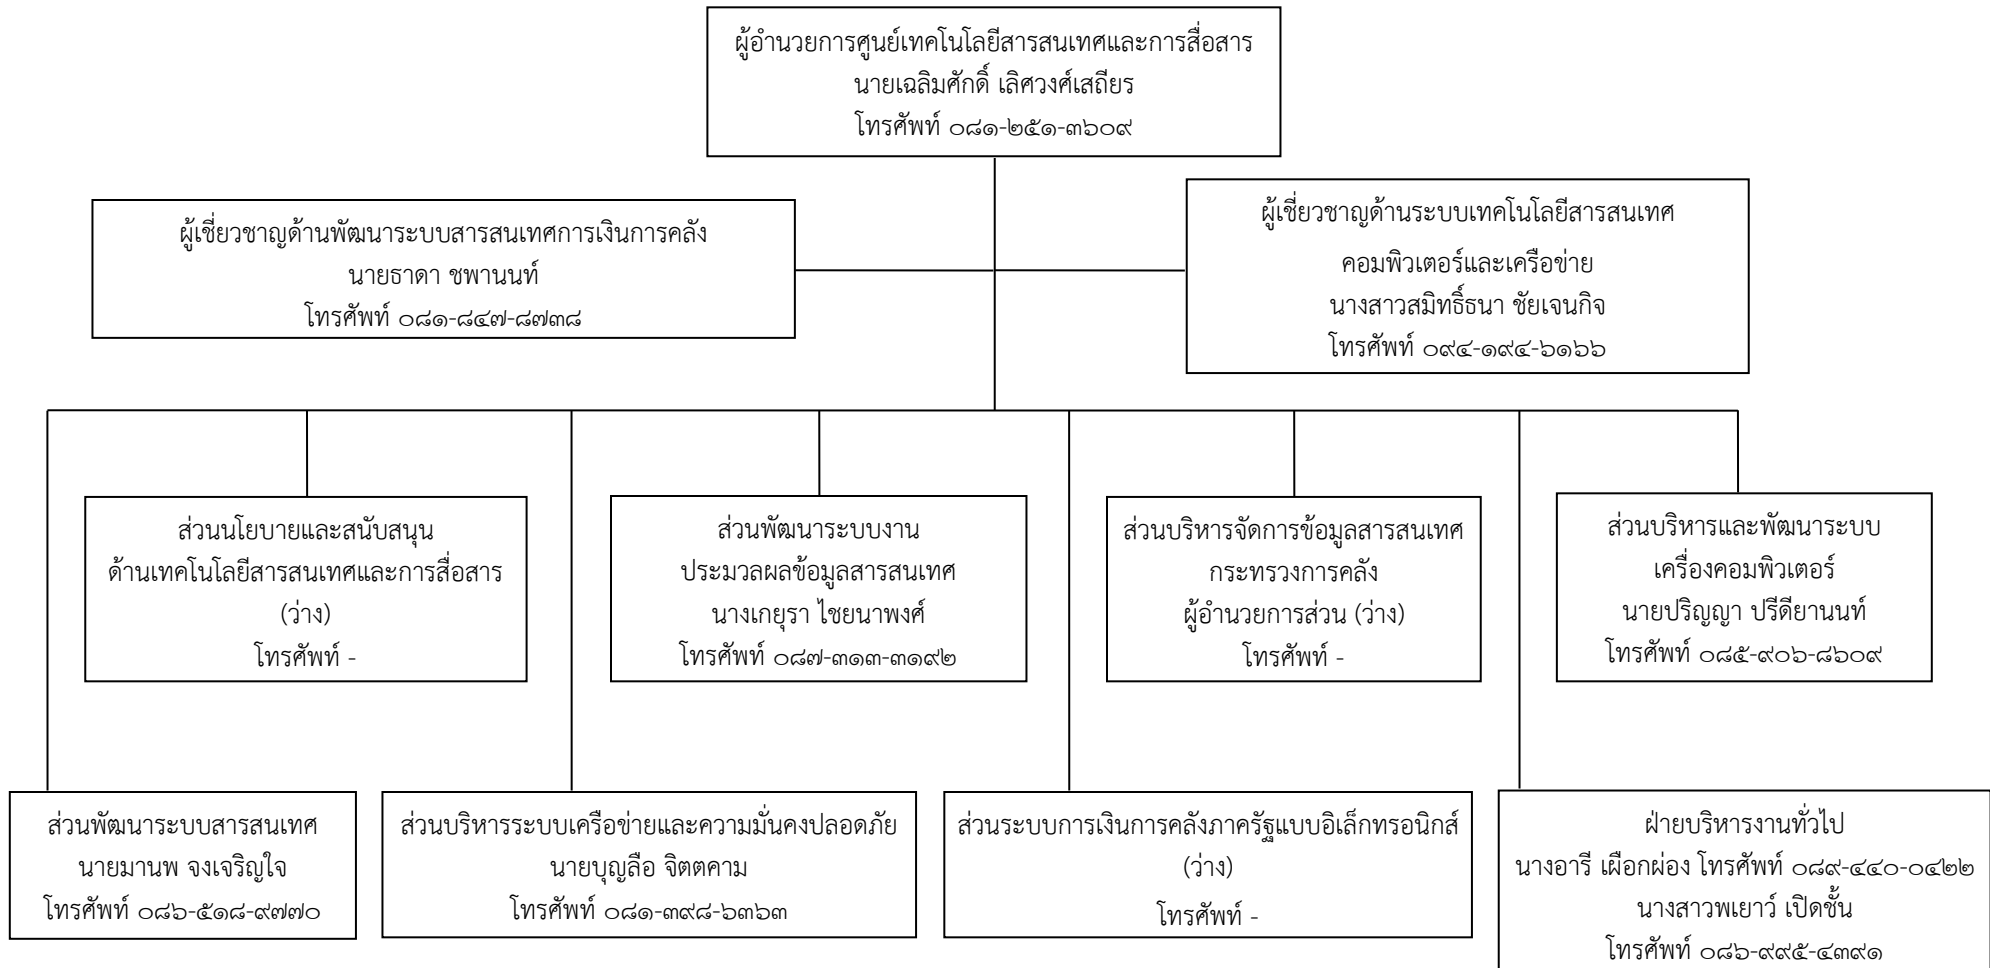 ผู้อำนวยการศูนย์เทคโนโลยีสารสนเทศและการสื่อสาร
นายเฉลิมศักดิ์ เลิศวงศ์เสถียร
โทรศัพท์ ๐๘๑-๒๕๑-๓๖๐๙
ผู้เชี่ยวชาญด้านพัฒนาระบบสารสนเทศการเงินการคลัง
นายธาดา ชพานนท์
โทรศัพท์ ๐๘๑-๘๔๗-๘๗๓๘
ผู้เชี่ยวชาญด้านระบบเทคโนโลยีสารสนเทศ
คอมพิวเตอร์และเครือข่าย
นางสาวสมิทธิ์ธนา ชัยเจนกิจ
โทรศัพท์ ๐๙๔-๑๙๔-๖๑๖๖
ส่วนนโยบายและสนับสนุน
ด้านเทคโนโลยีสารสนเทศและการสื่อสาร
(ว่าง)
โทรศัพท์ -
ส่วนพัฒนาระบบงาน
ประมวลผลข้อมูลสารสนเทศ
นางเกยุรา ไชยนาพงศ์
โทรศัพท์ ๐๘๗-๓๑๓-๓๑๙๒
ส่วนบริหารจัดการข้อมูลสารสนเทศ
กระทรวงการคลัง
ผู้อำนวยการส่วน (ว่าง)
โทรศัพท์ -
ส่วนบริหารและพัฒนาระบบ
เครื่องคอมพิวเตอร์
นายปริญญา ปรีดียานนท์
โทรศัพท์ ๐๘๕-๙๐๖-๘๖๐๙
ส่วนพัฒนาระบบสารสนเทศ
นายมานพ จงเจริญใจ
โทรศัพท์ ๐๘๖-๕๑๘-๙๗๗๐
ส่วนบริหารระบบเครือข่ายและความมั่นคงปลอดภัย
นายบุญลือ จิตตคาม
โทรศัพท์ ๐๘๑-๓๙๘-๖๓๖๓
ส่วนระบบการเงินการคลังภาครัฐแบบอิเล็กทรอนิกส์
(ว่าง)
โทรศัพท์ -
ฝ่ายบริหารงานทั่วไป
นางอารี เผือกผ่อง โทรศัพท์ ๐๘๙-๔๔๐-๐๔๒๒
นางสาวพเยาว์ เปิดชั้น
โทรศัพท์ ๐๘๖-๙๙๕-๔๓๙๑